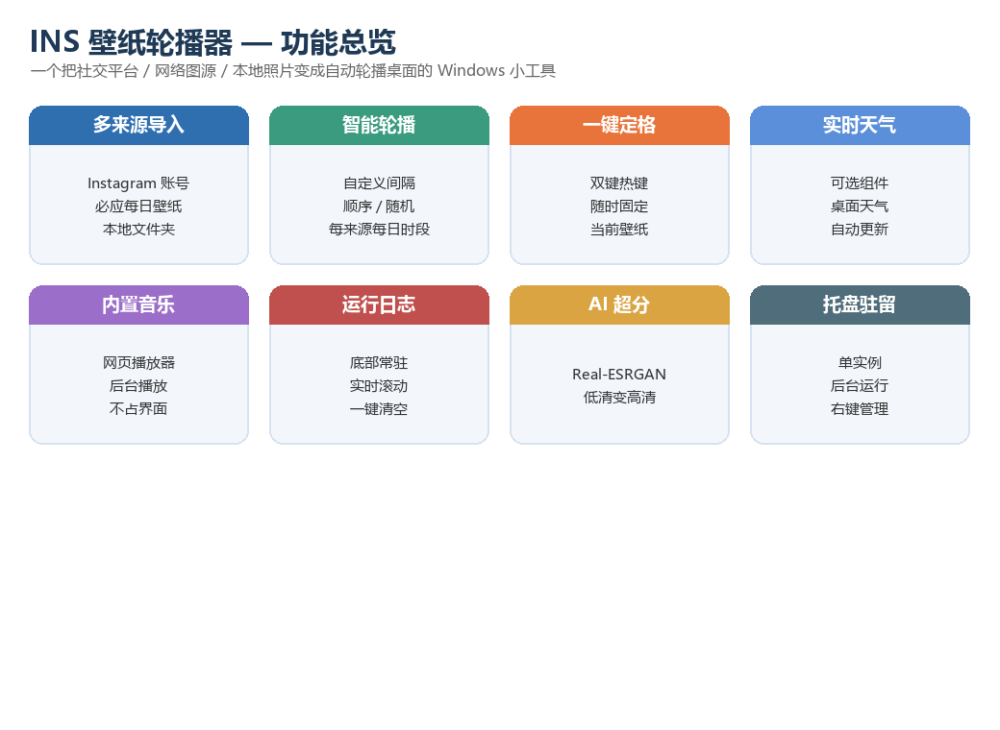 INS 壁纸轮播器 — 功能总览
一个把社交平台 / 网络图源 / 本地照片变成自动轮播桌面的 Windows 小工具
多来源导入
Instagram 账号
必应每日壁纸
本地文件夹
智能轮播
自定义间隔
顺序 / 随机
每来源每日时段
一键定格
双键热键
随时固定
当前壁纸
实时天气
可选组件
桌面天气
自动更新
内置音乐
网页播放器
后台播放
不占界面
运行日志
底部常驻
实时滚动
一键清空
AI 超分
Real-ESRGAN
低清变高清
托盘驻留
单实例
后台运行
右键管理